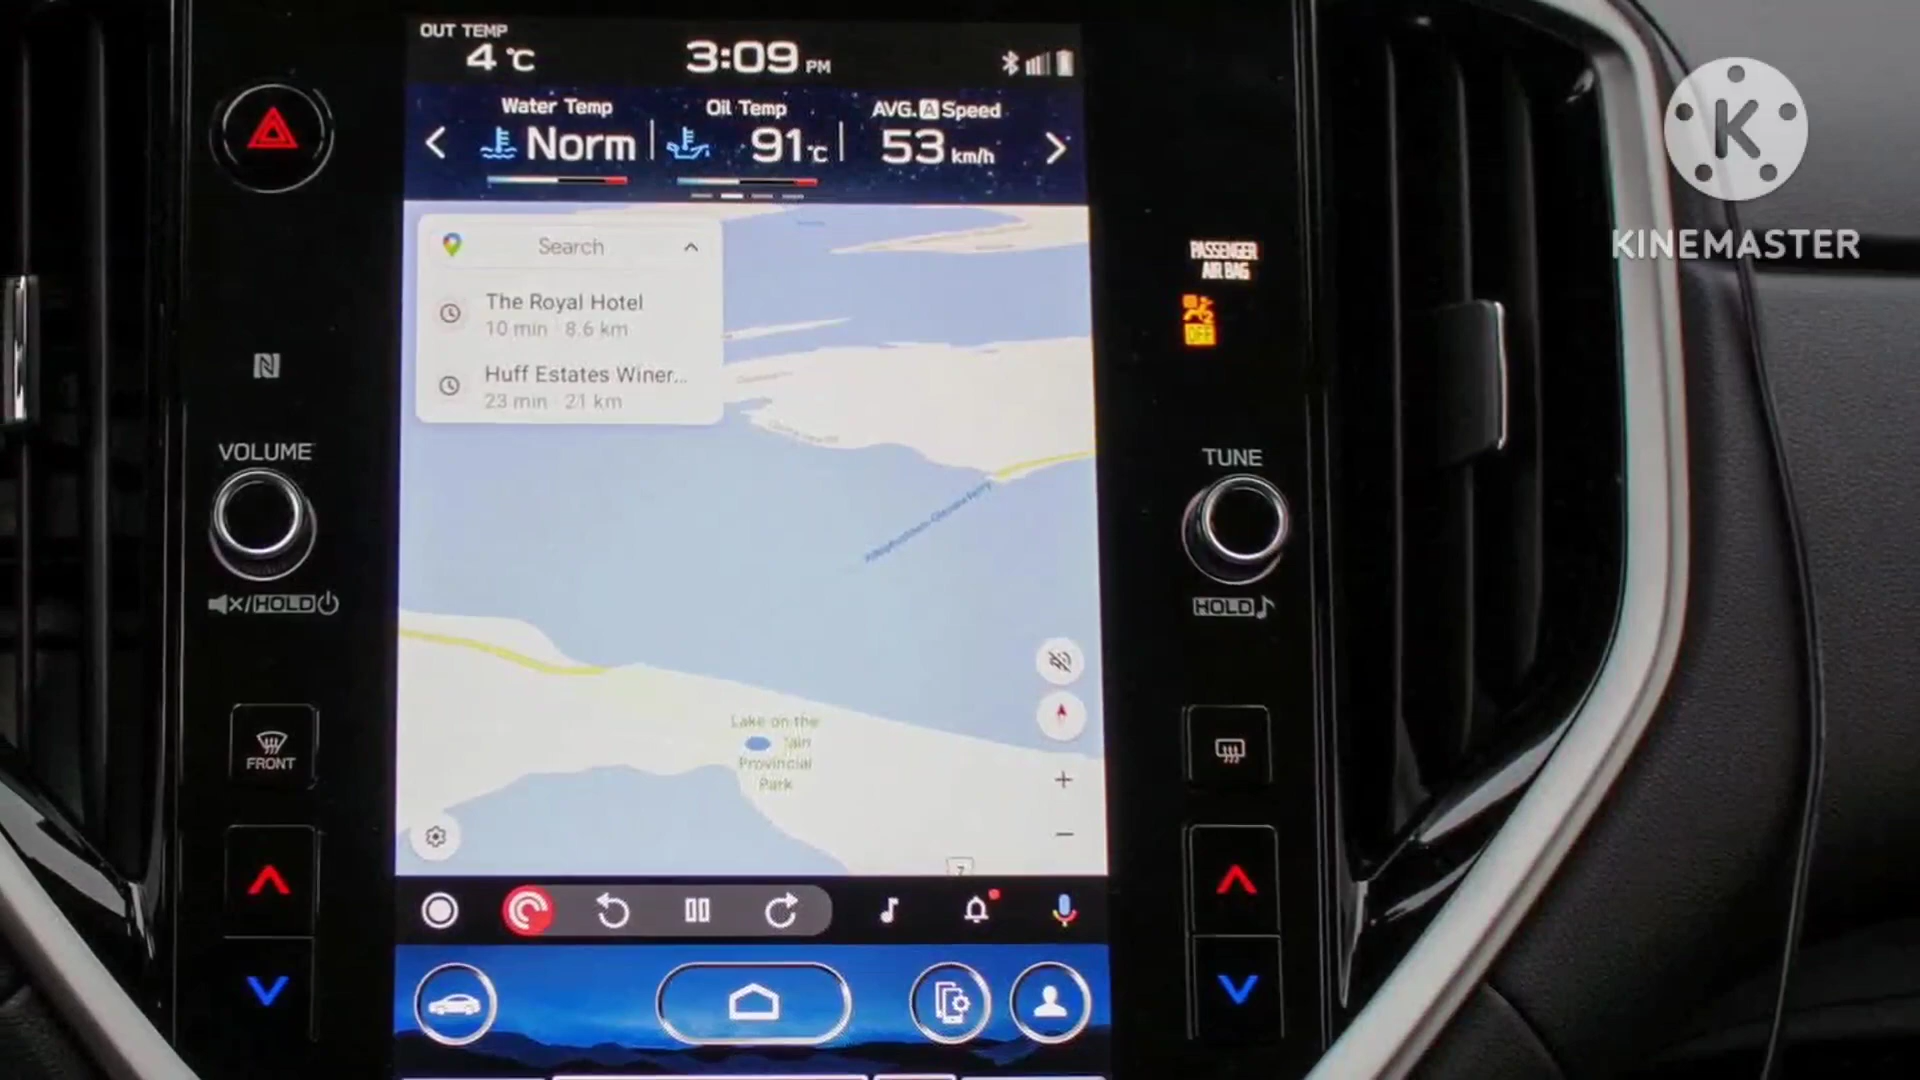 OUT TEMP
4 °C
3:09 PM
Water Temp
Norm
Oil Temp
91°C
AVG. A Speed
53 km/h
K
KINEMASTER
Search
The Royal Hotel
10 min · 8.6 km
Huff Estates Winer...
23 min · 21 km
PASSENGER
AIR BAG
2
OFF
VOLUME
HOLD
TUNE
HOLD
Lake on the
Provincial
Park
FRONT
7